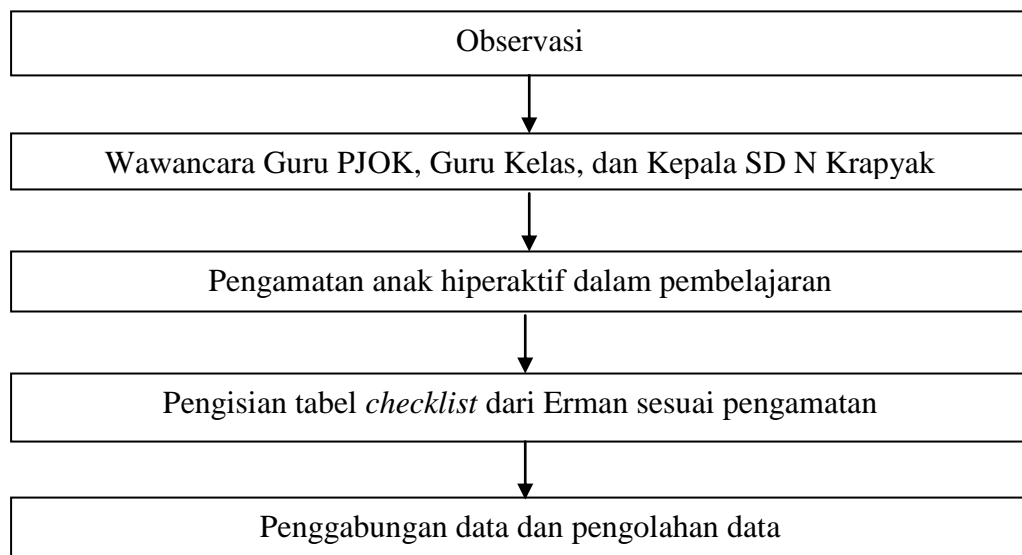 Observasi
Wawancara Guru PJOK, Guru Kelas, dan Kepala SD N Krapyak
Pengamatan anak hiperaktif dalam pembelajaran
Pengisian tabel checklist dari Erman sesuai pengamatan
Penggabungan data dan pengolahan data